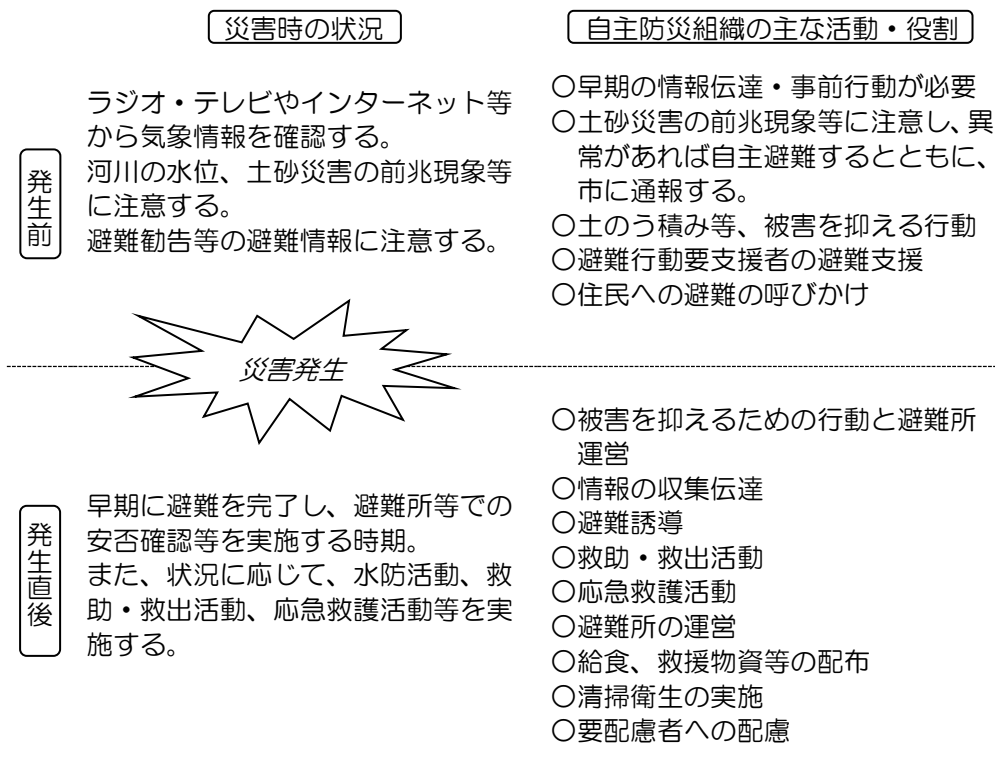 災害時の状況
自主防災組織の主な活動・役割
発生前
ラジオ・テレビやインターネット等
から気象情報を確認する。
河川の水位、土砂災害の前兆現象等
に注意する。
避難勧告等の避難情報に注意する。
○早期の情報伝達・事前行動が必要
○土砂災害の前兆現象等に注意し、異
常があれば自主避難するとともに、
市に通報する。
○土のう積み等、被害を抑える行動
○避難行動要支援者の避難支援
○住民への避難の呼びかけ
災害発生
発生直後
早期に避難を完了し、避難所等での
安否確認等を実施する時期。
また、状況に応じて、水防活動、救
助・救出活動、応急救護活動等を実
施する。
○被害を抑えるための行動と避難所
運営
○情報の収集伝達
○避難誘導
○救助・救出活動
○応急救護活動
○避難所の運営
○給食、救援物資等の配布
○清掃衛生の実施
○要配慮者への配慮